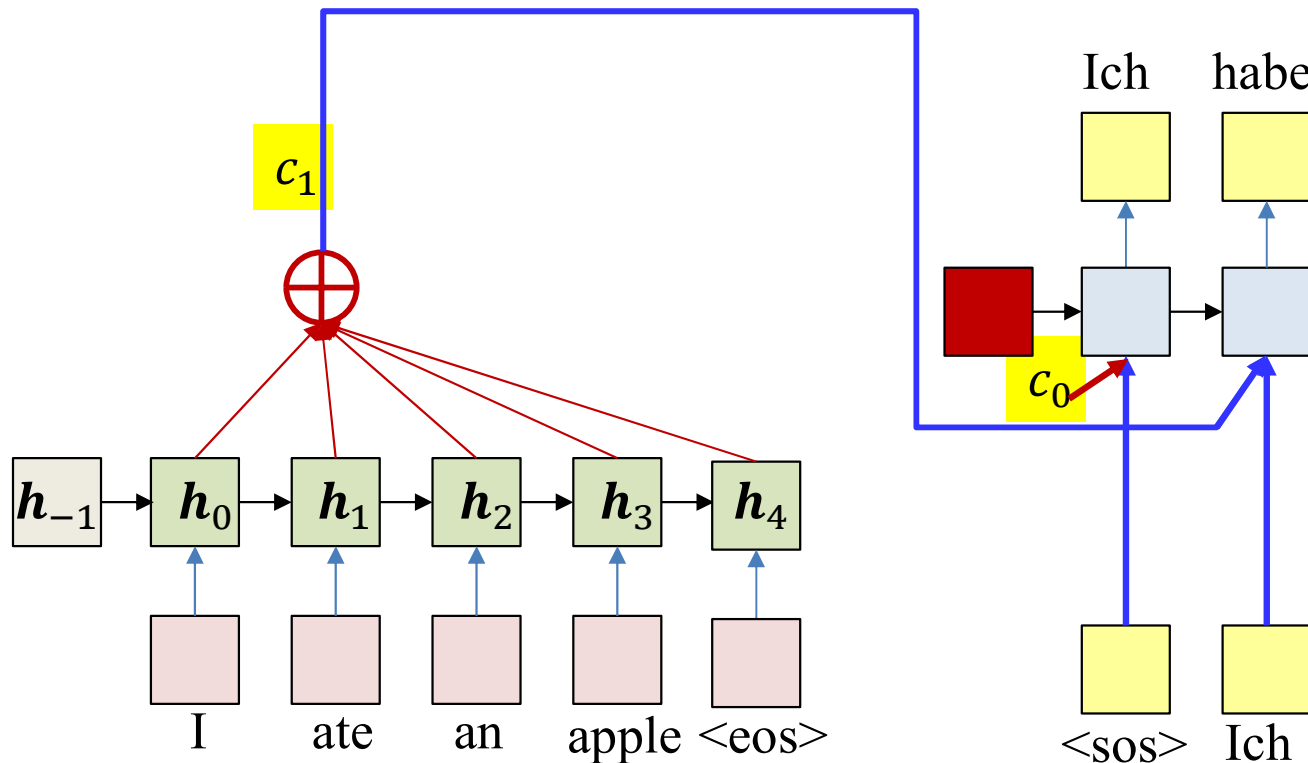 Ich habe
c₁
c₀
h₋₁ h₀ h₁ h₂ h₃ h₄
I ate an apple <eos> <sos> Ich